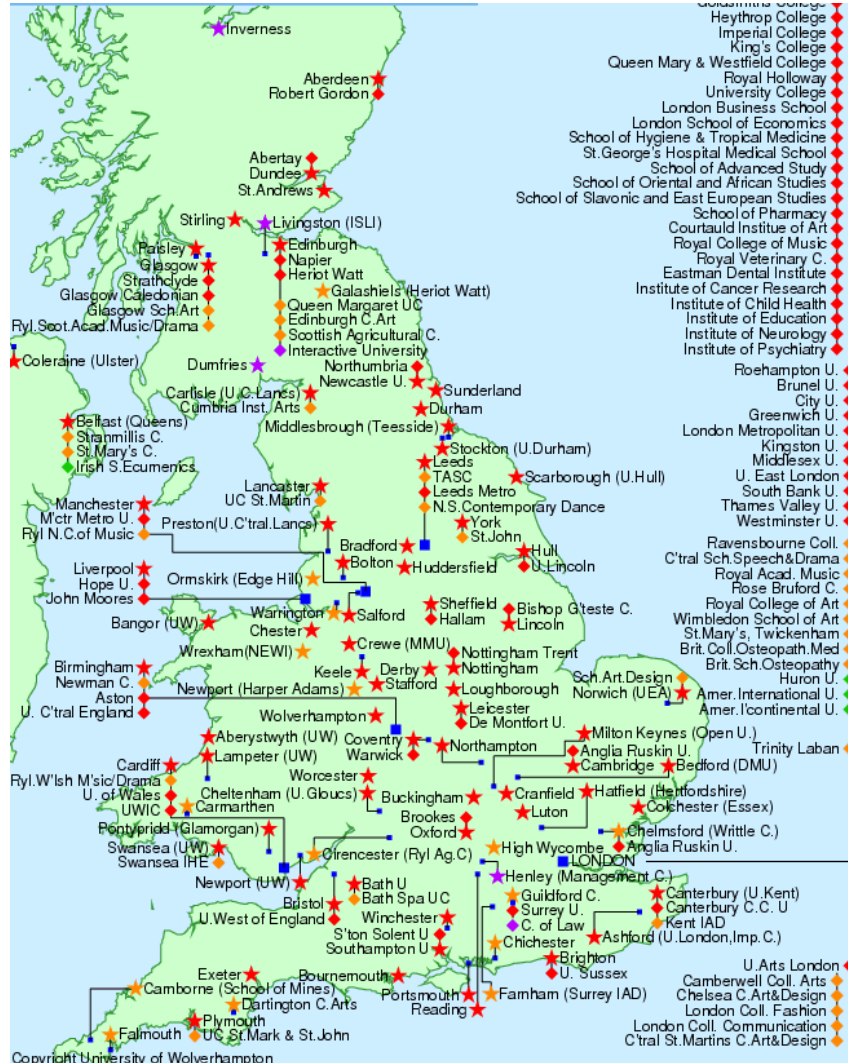 Goldsmiths College
Heythrop College
Imperial College
King's College
Queen Mary & Westfield College
Royal Holloway
University College
London Business School
London School of Economics
School of Hygiene & Tropical Medicine
St.George's Hospital Medical School
School of Advanced Study
School of Oriental and African Studies
School of Slavonic and East European Studies
School of Pharmacy
Courtauld Institue of Art
Royal College of Music
Royal Veterinary C.
Eastman Dental Institute
Institute of Cancer Research
Institute of Child Health
Institute of Education
Institute of Neurology
Institute of Psychiatry
Roehampton U.
Brunel U.
City U.
Greenwich U.
London Metropolitan U.
Kingston U.
Middlesex U.
U. East London
South Bank U.
Thames Valley U.
Westminster U.
Ravensbourne Coll.
C'tral Sch.Speech&Drama
Royal Acad. Music
Rose Bruford C.
Royal College of Art
Wimbledon School of Art
St.Mary's, Twickenham
Brit.Coll.Osteopath.Med
Brit.Sch.Osteopathy
Huron U.
Amer.International U.
Amer.I'continental U.
Trinity Laban
U.Arts London
Camberwell Coll. Arts
Chelsea C.Art&Design
London Coll. Fashion
London Coll. Communication
C'tral St.Martins C.Art&Design
Inverness
Aberdeen
Robert Gordon
Abertay
Dundee
St.Andrews
Stirling
Livingston (ISLI)
Paisley
Glasgow
Strathclyde
Glasgow Caledonian
Glasgow Sch.Art
Ryl.Scot.Acad.Music/Drama
Edinburgh
Napier
Heriot Watt
Galashiels (Heriot Watt)
Queen Margaret UC
Edinburgh C.Art
Scottish Agricultural C.
Interactive University
Coleraine (Ulster)
Dumfries
Northumbria
Newcastle U.
Sunderland
Carlisle (U.C.Lancs)
Cumbria Inst. Arts
Durham
Middlesbrough (Teesside)
Belfast (Queens)
Stranmillis C.
St.Mary's C.
Irish S.Ecumenics
Stockton (U.Durham)
Leeds
TASC
Leeds Metro
N.S.Contemporary Dance
Scarborough (U.Hull)
Lancaster
UC St.Martin
Manchester
M'ctr Metro U.
Ryl N.C.of Music
Preston(U.C'tral.Lancs)
York
St.John
Bradford
Bolton
Huddersfield
Hull
U.Lincoln
Liverpool
Hope U.
John Moores
Ormskirk (Edge Hill)
Warrington
Salford
Sheffield
Hallam
Bishop G'teste C.
Lincoln
Bangor (UW)
Chester
Wrexham(NEWI)
Crewe (MMU)
Nottingham Trent
Nottingham
Birmingham
Newman C.
Aston
U. C'tral England
Keele
Derby
Stafford
Newport (Harper Adams)
Loughborough
Sch.Art.Design
Norwich (UEA)
Leicester
De Montfort U.
Wolverhampton
Aberystwyth (UW)
Lampeter (UW)
Coventry
Warwick
Northampton
Milton Keynes (Open U.)
Anglia Ruskin U.
Cambridge
Bedford (DMU)
Cardiff
Ryl.W'lsh M'sic/Drama
U. of Wales
UWIC
Carmarthen
Worcester
Cheltenham (U.Gloucs)
Buckingham
Cranfield
Luton
Hatfield (Hertfordshire)
Colchester (Essex)
Pontypridd (Glamorgan)
Brookes
Oxford
Chelmsford (Writtle C.)
Anglia Ruskin U.
Swansea (UW)
Swansea IHE
Cirencester (Ryl Ag.C)
High Wycombe
LONDON
Henley (Management C.)
Newport (UW)
Bath U
Bath Spa UC
Bristol
U.West of England
Guildford C.
Surrey U.
C. of Law
Canterbury (U.Kent)
Canterbury C.C. U
Kent IAD
Winchester
S'ton Solent U
Southampton U
Chichester
Ashford (U.London,Imp.C.)
Brighton
U. Sussex
Exeter
Bournemouth
Camborne (School of Mines)
Dartington C.Arts
Portsmouth
Reading
Farnham (Surrey IAD)
Plymouth
UC St.Mark & St.John
Falmouth
Copyright University of Wolverhampton